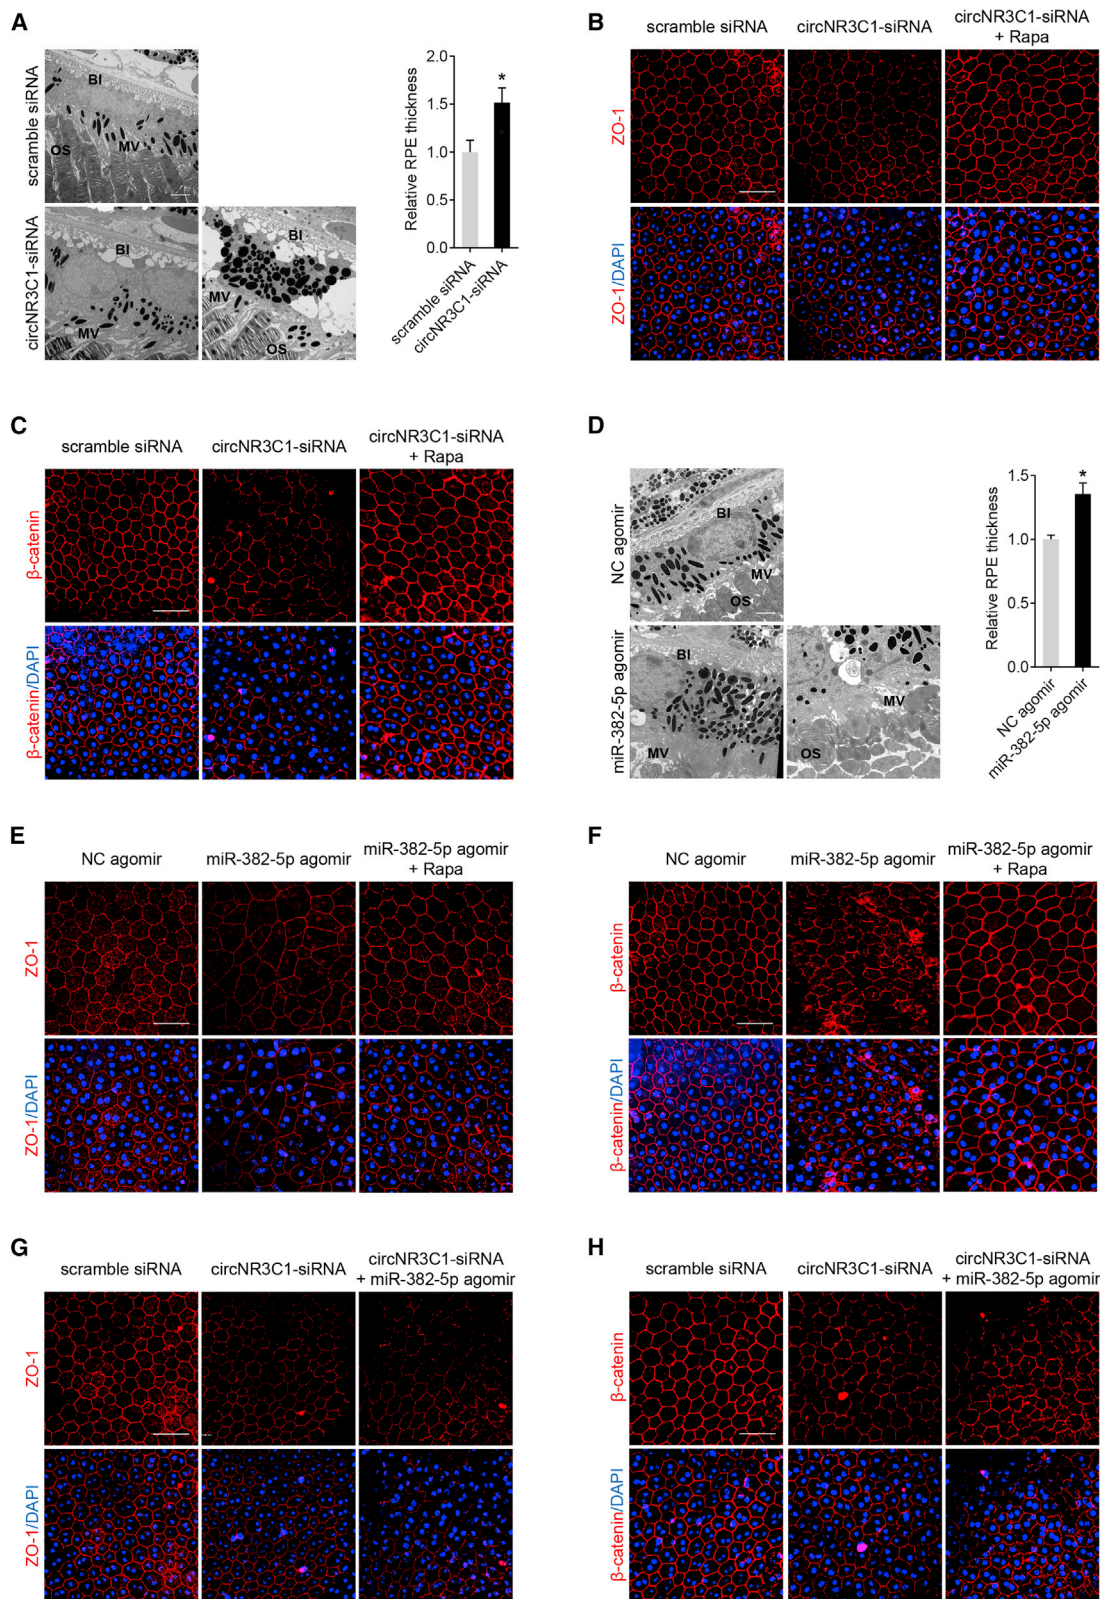 A
scramble siRNA
BI
OS
MV
circNR3C1-siRNA
BI
MV
BI
MV
OS
Relative RPE thickness
2.0
1.5
1.0
0.5
0.0
*
scramble siRNA
circNR3C1-siRNA
B
scramble siRNA
circNR3C1-siRNA
circNR3C1-siRNA
+ Rapa
ZO-1
ZO-1/DAPI
C
scramble siRNA
circNR3C1-siRNA
circNR3C1-siRNA
+ Rapa
β-catenin
β-catenin/DAPI
D
NC agomir
BI
MV
OS
miR-382-5p agomir
BI
MV
MV
OS
Relative RPE thickness
1.5
1.0
0.5
0.0
*
NC agomir
miR-382-5p agomir
E
NC agomir
miR-382-5p agomir
miR-382-5p agomir
+ Rapa
ZO-1
ZO-1/DAPI
F
NC agomir
miR-382-5p agomir
miR-382-5p agomir
+ Rapa
β-catenin
β-catenin/DAPI
G
scramble siRNA
circNR3C1-siRNA
circNR3C1-siRNA
+ miR-382-5p agomir
ZO-1
ZO-1/DAPI
H
scramble siRNA
circNR3C1-siRNA
circNR3C1-siRNA
+ miR-382-5p agomir
β-catenin
β-catenin/DAPI